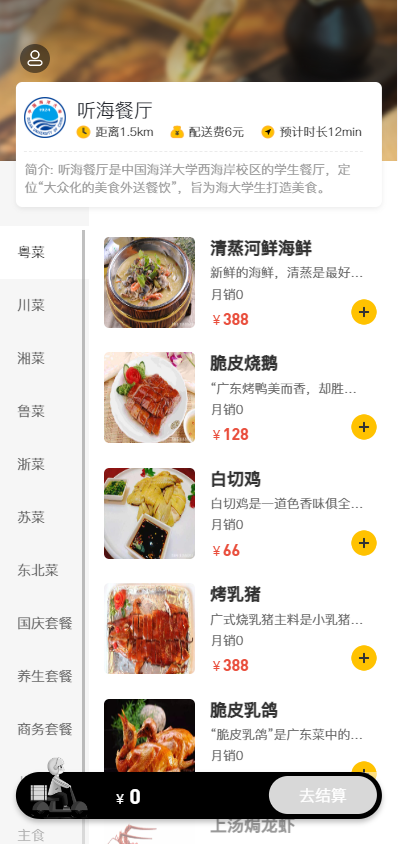 听海餐厅
距离1.5km 配送费6元 预计时长12min
简介: 听海餐厅是中国海洋大学西海岸校区的学生餐厅，定
位“大众化的美食外送餐饮”，旨为海大学生打造美食。
粤菜
川菜
湘菜
鲁菜
浙菜
苏菜
东北菜
国庆套餐
养生套餐
商务套餐
主食
清蒸河鲜海鲜
新鲜的海鲜，清蒸是最好...
月销0
￥388
脆皮烧鹅
“广东烤鸭美而香，却胜...
月销0
￥128
白切鸡
白切鸡是一道色香味俱全...
月销0
￥66
烤乳猪
广式烧乳猪主料是小乳猪...
月销0
￥388
脆皮乳鸽
“脆皮乳鸽”是广东菜中的...
月销0
上汤焗龙虾
￥ 0
去结算